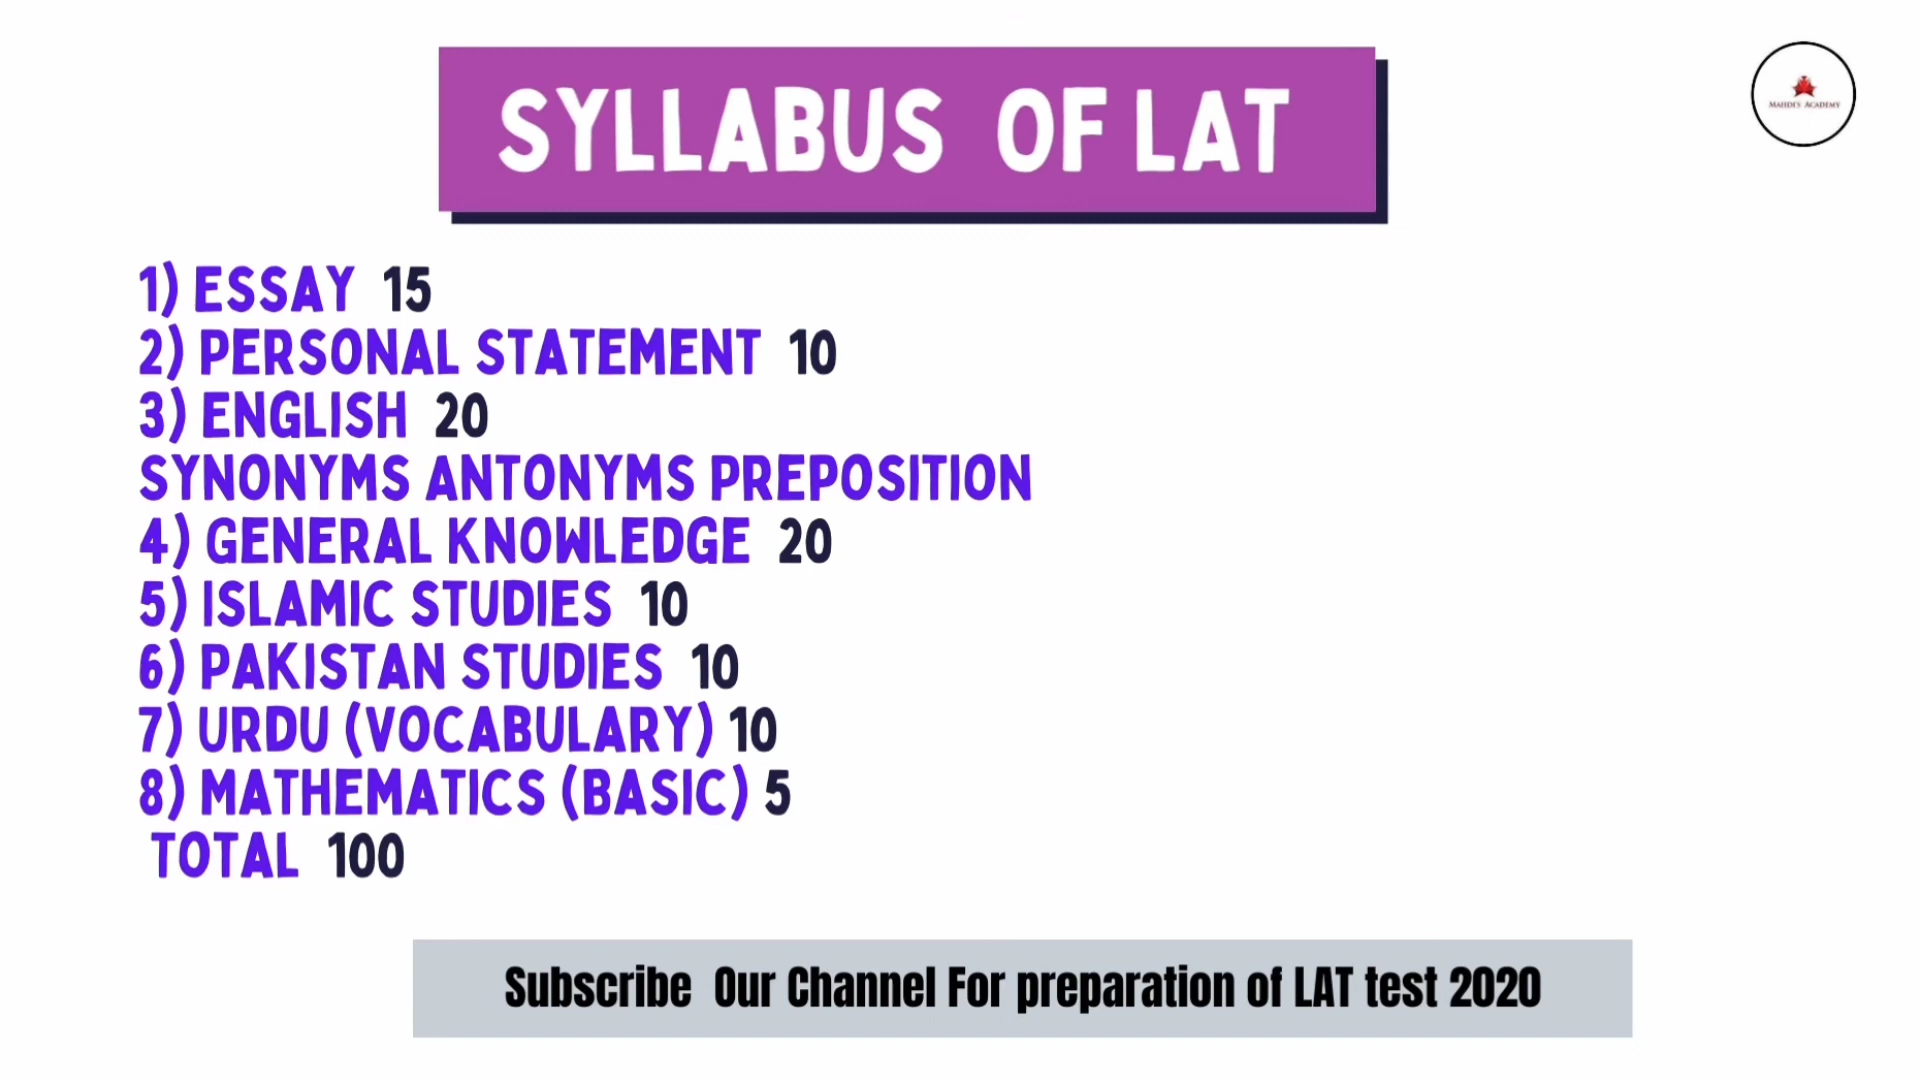 SYLLABUS OF LAT
MAHDI'S ACADEMY
1) ESSAY 15
2) PERSONAL STATEMENT 10
3) ENGLISH 20
SYNONYMS ANTONYMS PREPOSITION
4) GENERAL KNOWLEDGE 20
5) ISLAMIC STUDIES 10
6) PAKISTAN STUDIES 10
7) URDU (VOCABULARY) 10
8) MATHEMATICS (BASIC) 5
TOTAL 100
Subscribe Our Channel For preparation of LAT test 2020